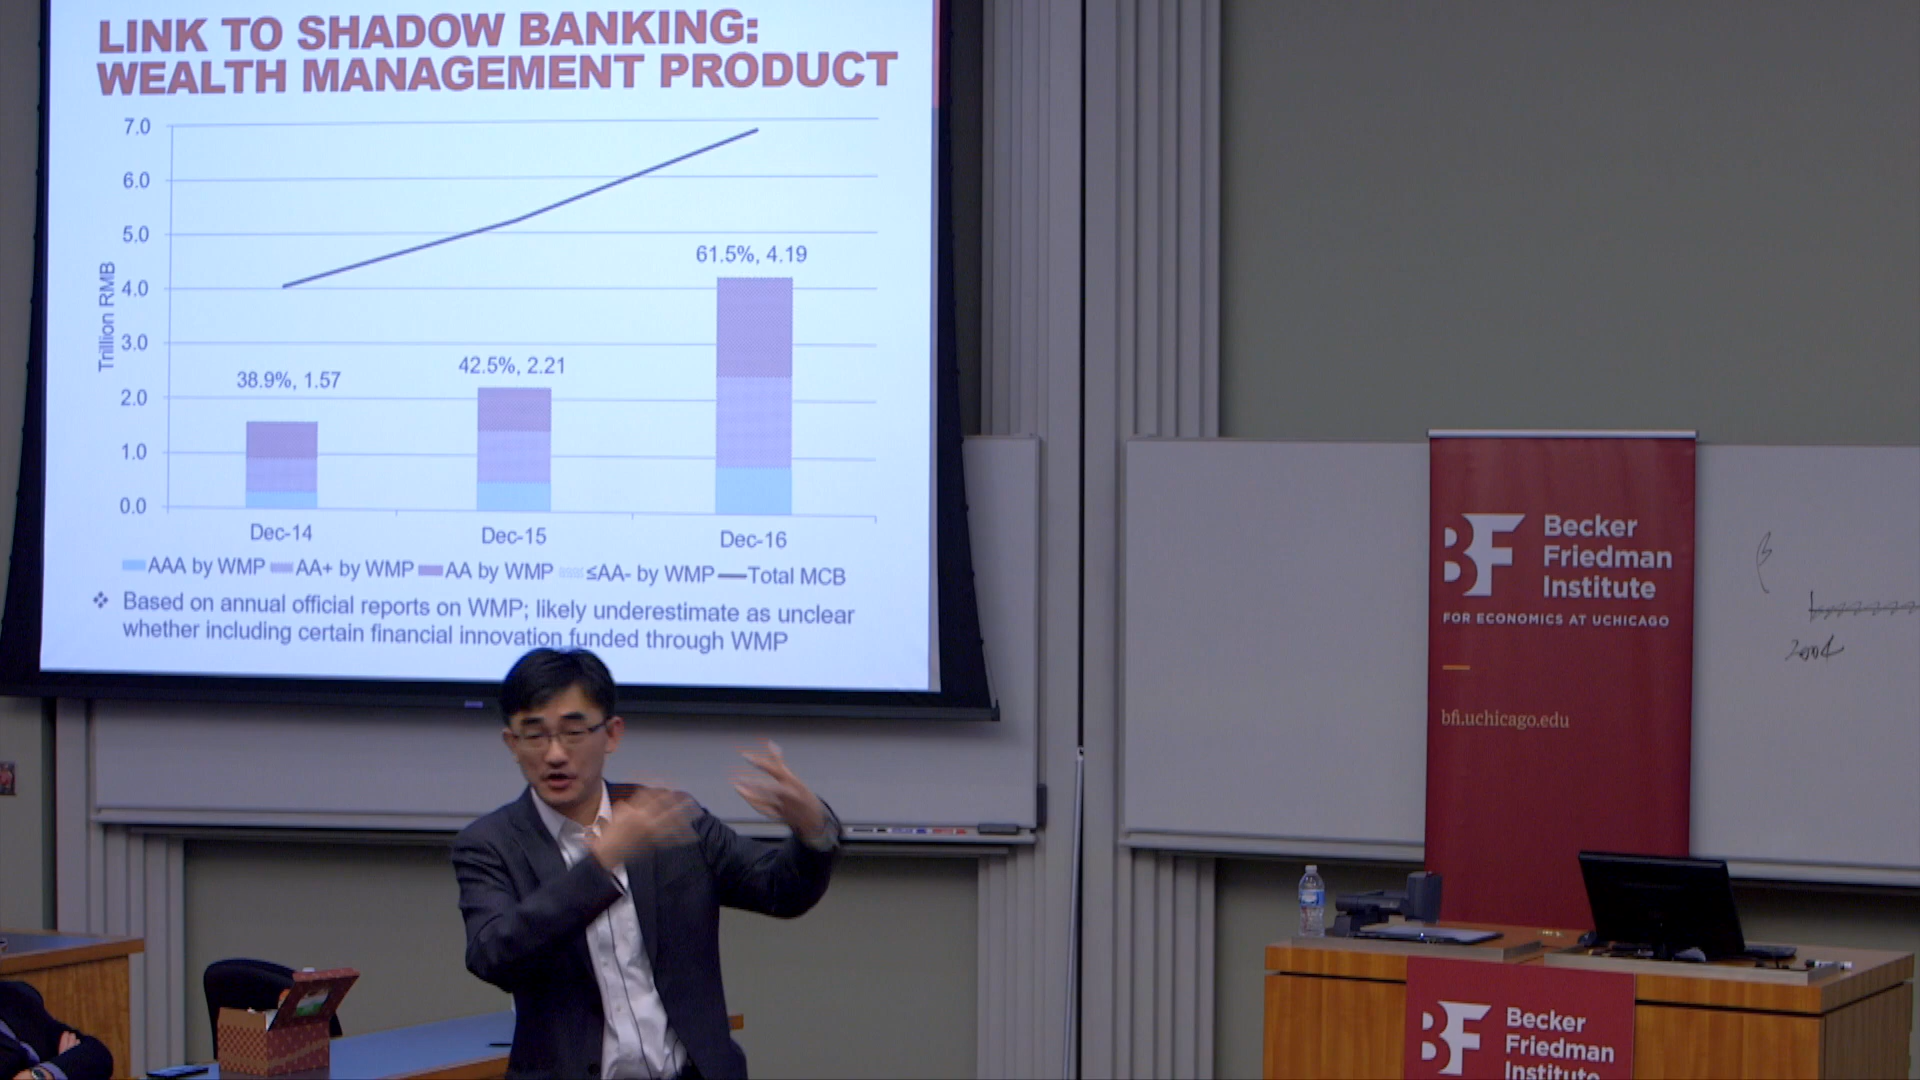 LINK TO SHADOW BANKING:
WEALTH MANAGEMENT PRODUCT
7.0
6.0
5.0
4.0
3.0
2.0
1.0
0.0
Trillion RMB
38.9%, 1.57
42.5%, 2.21
61.5%, 4.19
Dec-14
Dec-15
Dec-16
AAA by WMP
AA+ by WMP
AA by WMP
≤AA- by WMP
Total MCB
❖ Based on annual official reports on WMP; likely underestimate as unclear
whether including certain financial innovation funded through WMP
BF
Becker
Friedman
Institute
FOR ECONOMICS AT UCHICAGO
bfi.uchicago.edu
β
2004
BF
Becker
Friedman
Institute